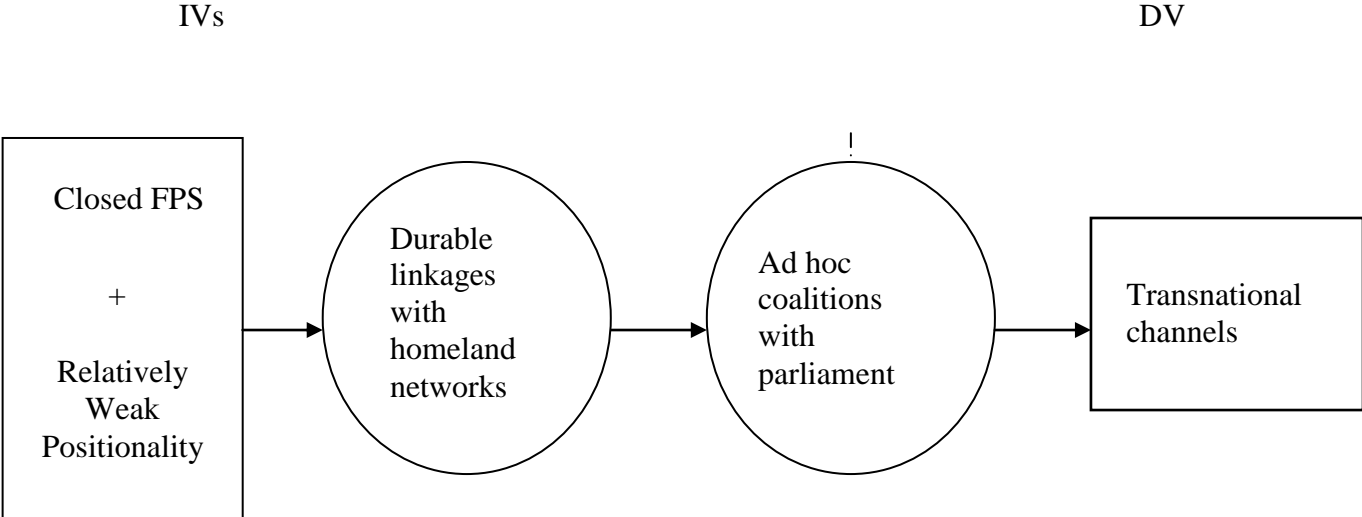 IVs
DV
Closed FPS
+
Relatively
Weak
Positionality
Durable
linkages
with
homeland
networks
Ad hoc
coalitions
with
parliament
Transnational
channels